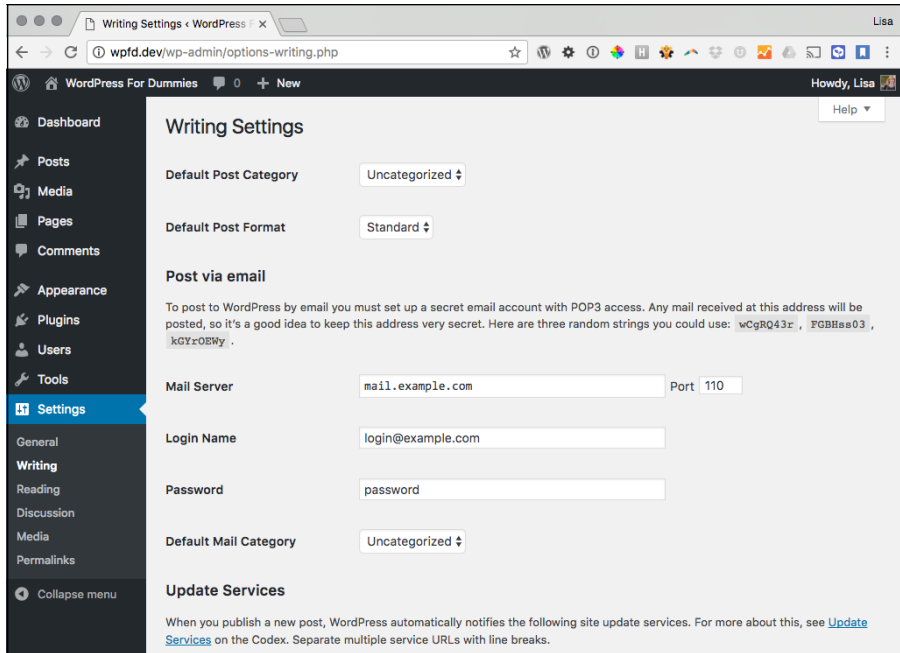 Writing Settings ‹ WordPress F
Lisa
wpfd.dev/wp-admin/options-writing.php
WordPress For Dummies 0 + New
Howdy, Lisa
Help
Dashboard
Posts
Media
Pages
Comments
Appearance
Plugins
Users
Tools
Settings
General
Writing
Reading
Discussion
Media
Permalinks
Collapse menu
Writing Settings
Default Post Category Uncategorized
Default Post Format Standard
Post via email
To post to WordPress by email you must set up a secret email account with POP3 access. Any mail received at this address will be
posted, so it's a good idea to keep this address very secret. Here are three random strings you could use: wCgRQ43r , FGBHss03 ,
kGYrOEWy .
Mail Server mail.example.com Port 110
Login Name login@example.com
Password password
Default Mail Category Uncategorized
Update Services
When you publish a new post, WordPress automatically notifies the following site update services. For more about this, see Update
Services on the Codex. Separate multiple service URLs with line breaks.